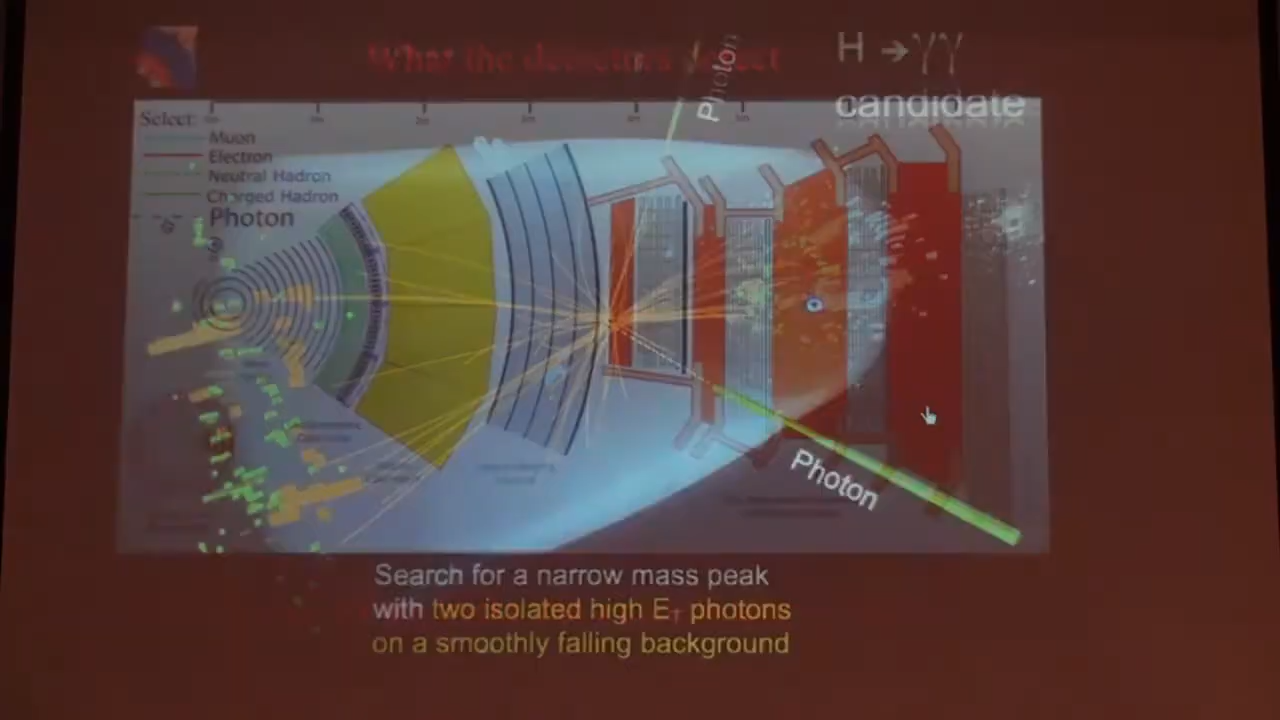 What the detectors detect
H → γγ
candidate
Photon
Select:
Muon
Electron
Neutral Hadron
Charged Hadron
Photon
Photon
Search for a narrow mass peak
with two isolated high E_T photons
on a smoothly falling background